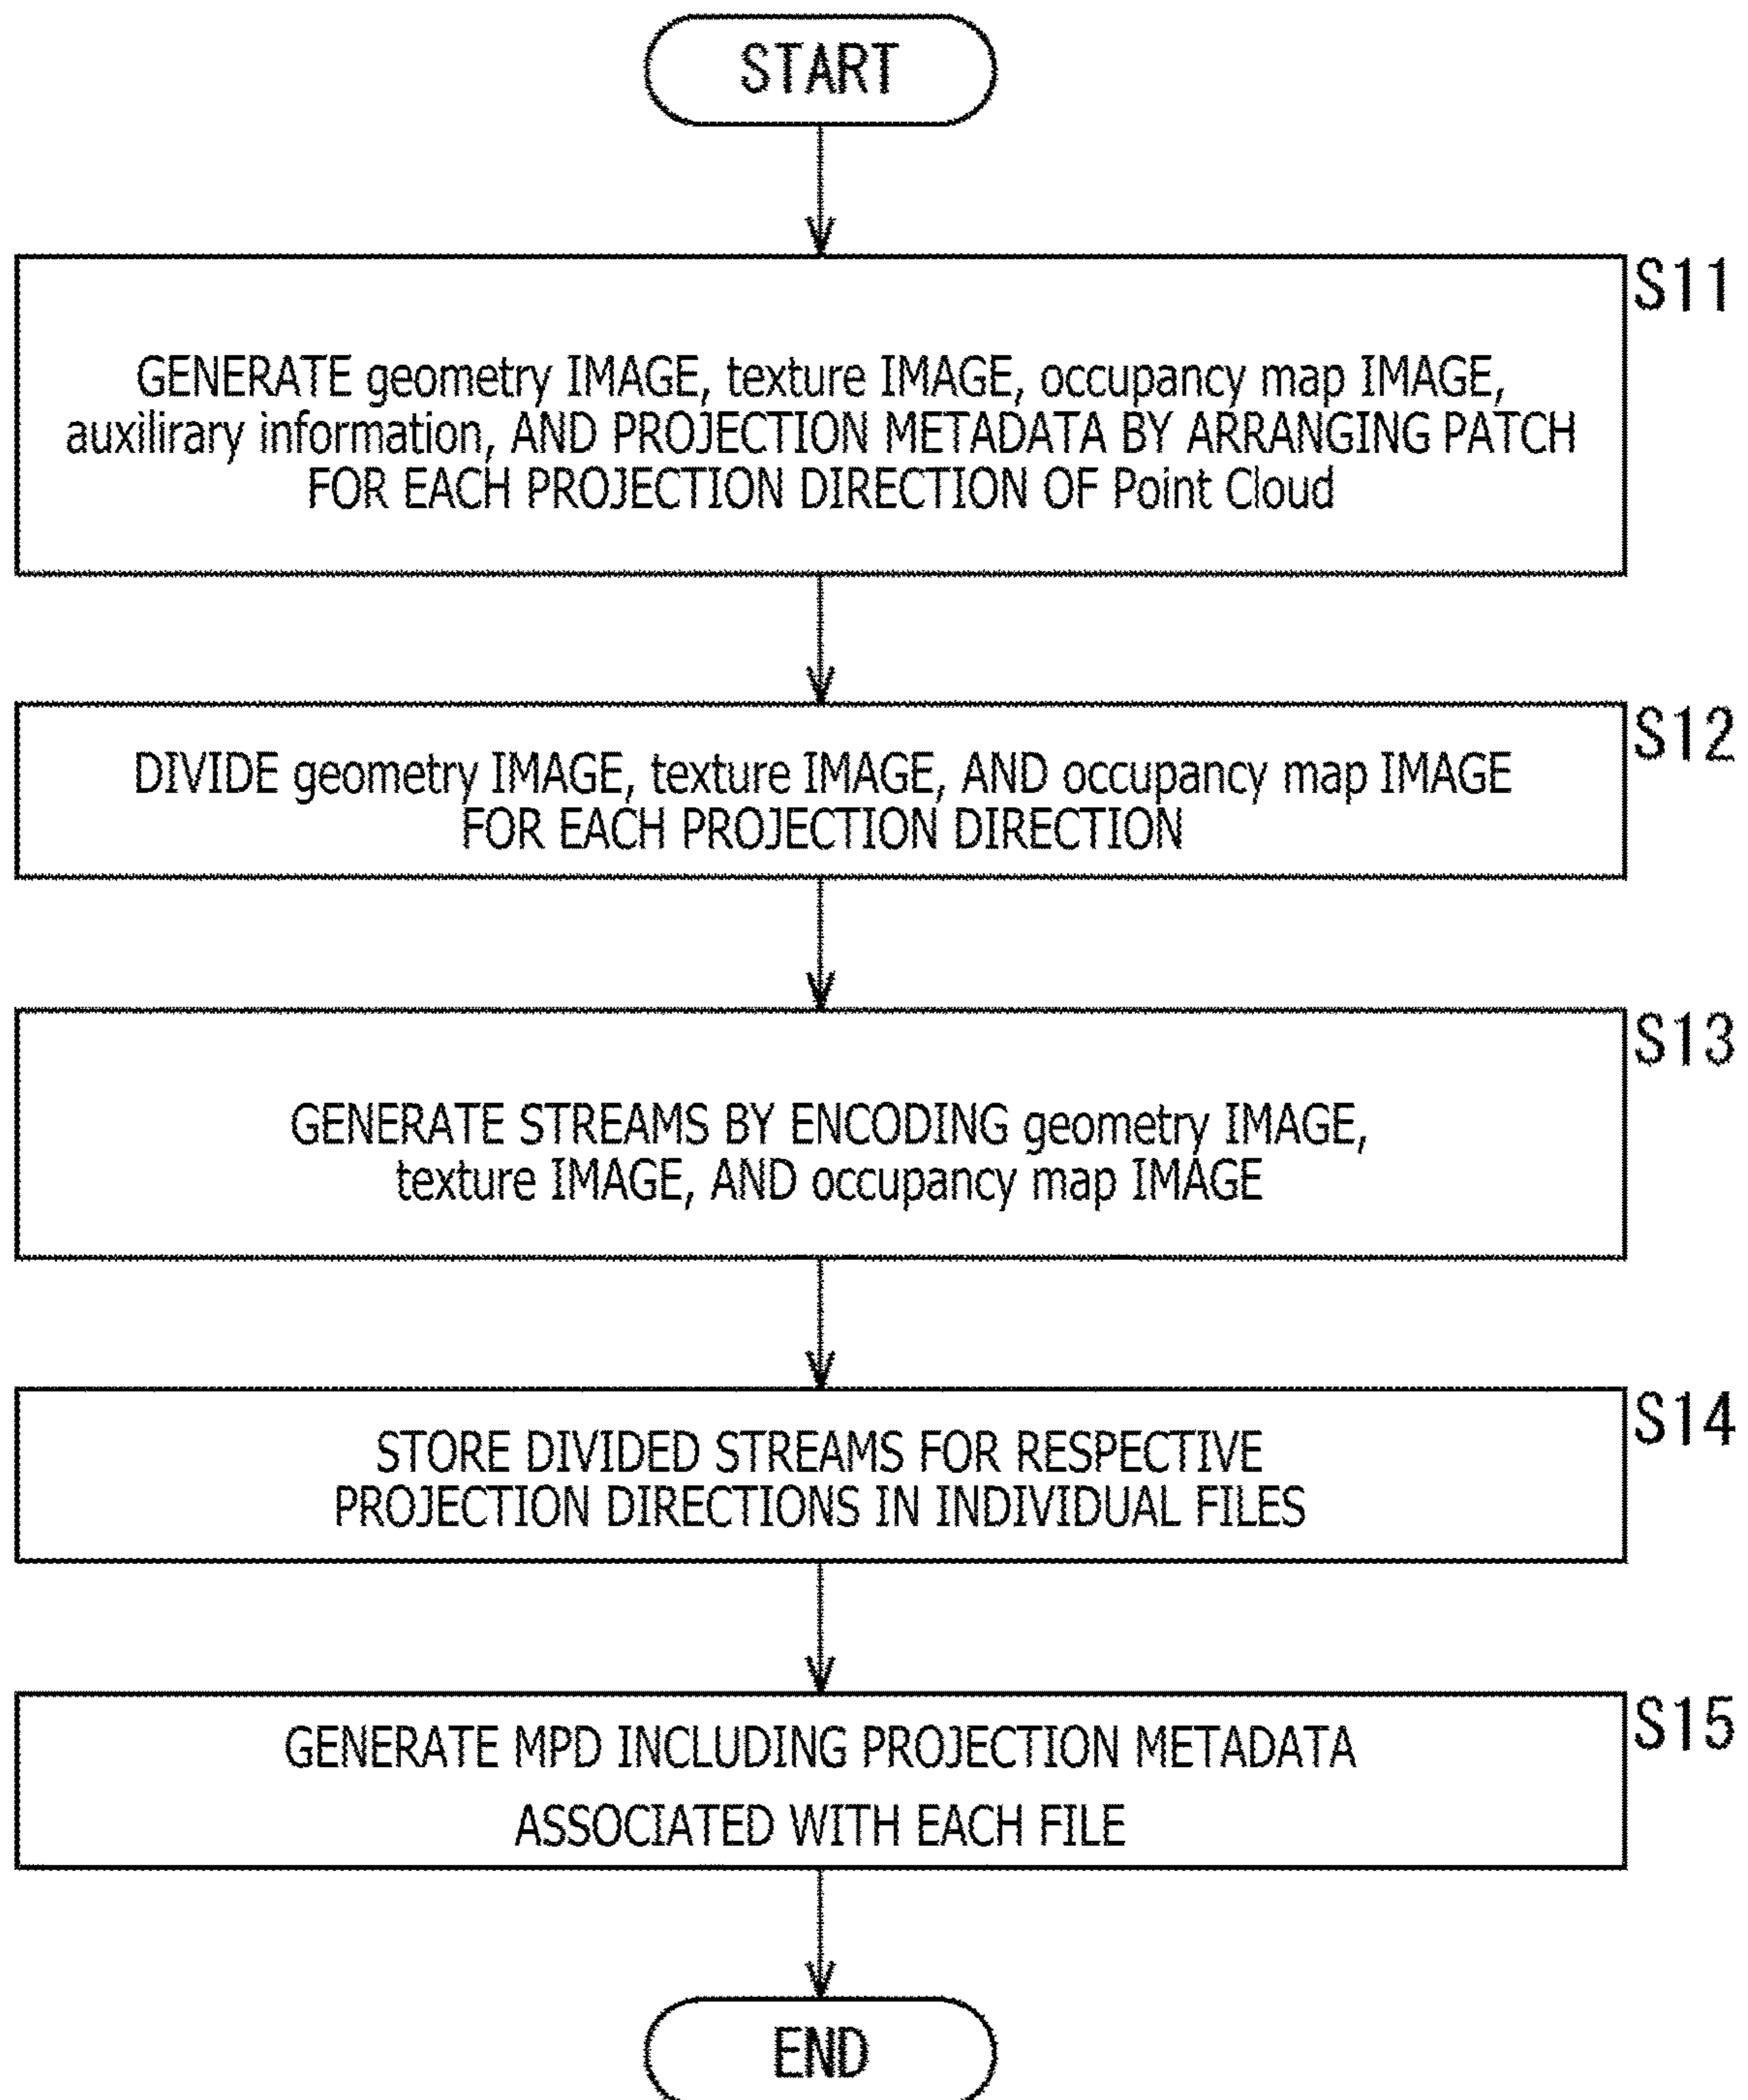 START
S11
GENERATE geometry IMAGE, texture IMAGE, occupancy map IMAGE,
auxilirary information, AND PROJECTION METADATA BY ARRANGING PATCH
FOR EACH PROJECTION DIRECTION OF Point Cloud
S12
DIVIDE geometry IMAGE, texture IMAGE, AND occupancy map IMAGE
FOR EACH PROJECTION DIRECTION
S13
GENERATE STREAMS BY ENCODING geometry IMAGE,
texture IMAGE, AND occupancy map IMAGE
S14
STORE DIVIDED STREAMS FOR RESPECTIVE
PROJECTION DIRECTIONS IN INDIVIDUAL FILES
S15
GENERATE MPD INCLUDING PROJECTION METADATA
ASSOCIATED WITH EACH FILE
END